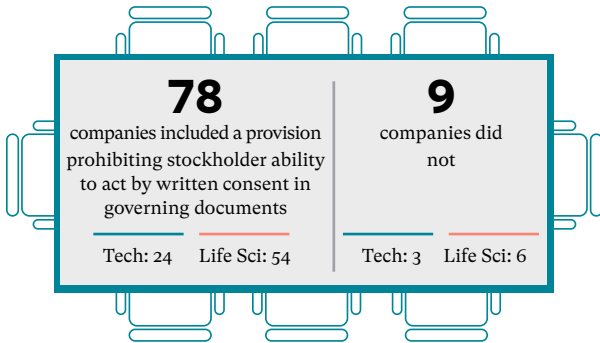 78
companies included a provision
prohibiting stockholder ability
to act by written consent in
governing documents
Tech: 24 Life Sci: 54
9
companies did
not
Tech: 3 Life Sci: 6